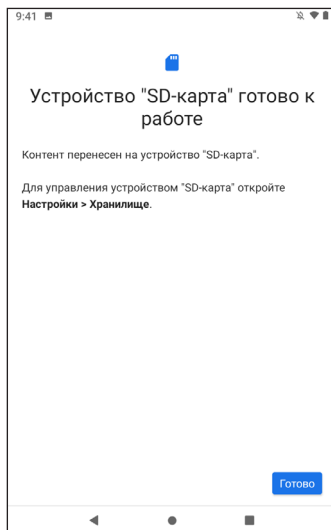 9:41
Устройство "SD-карта" готово к
работе
Контент перенесен на устройство "SD-карта".
Для управления устройством "SD-карта" откройте
Настройки > Хранилище.
Готово